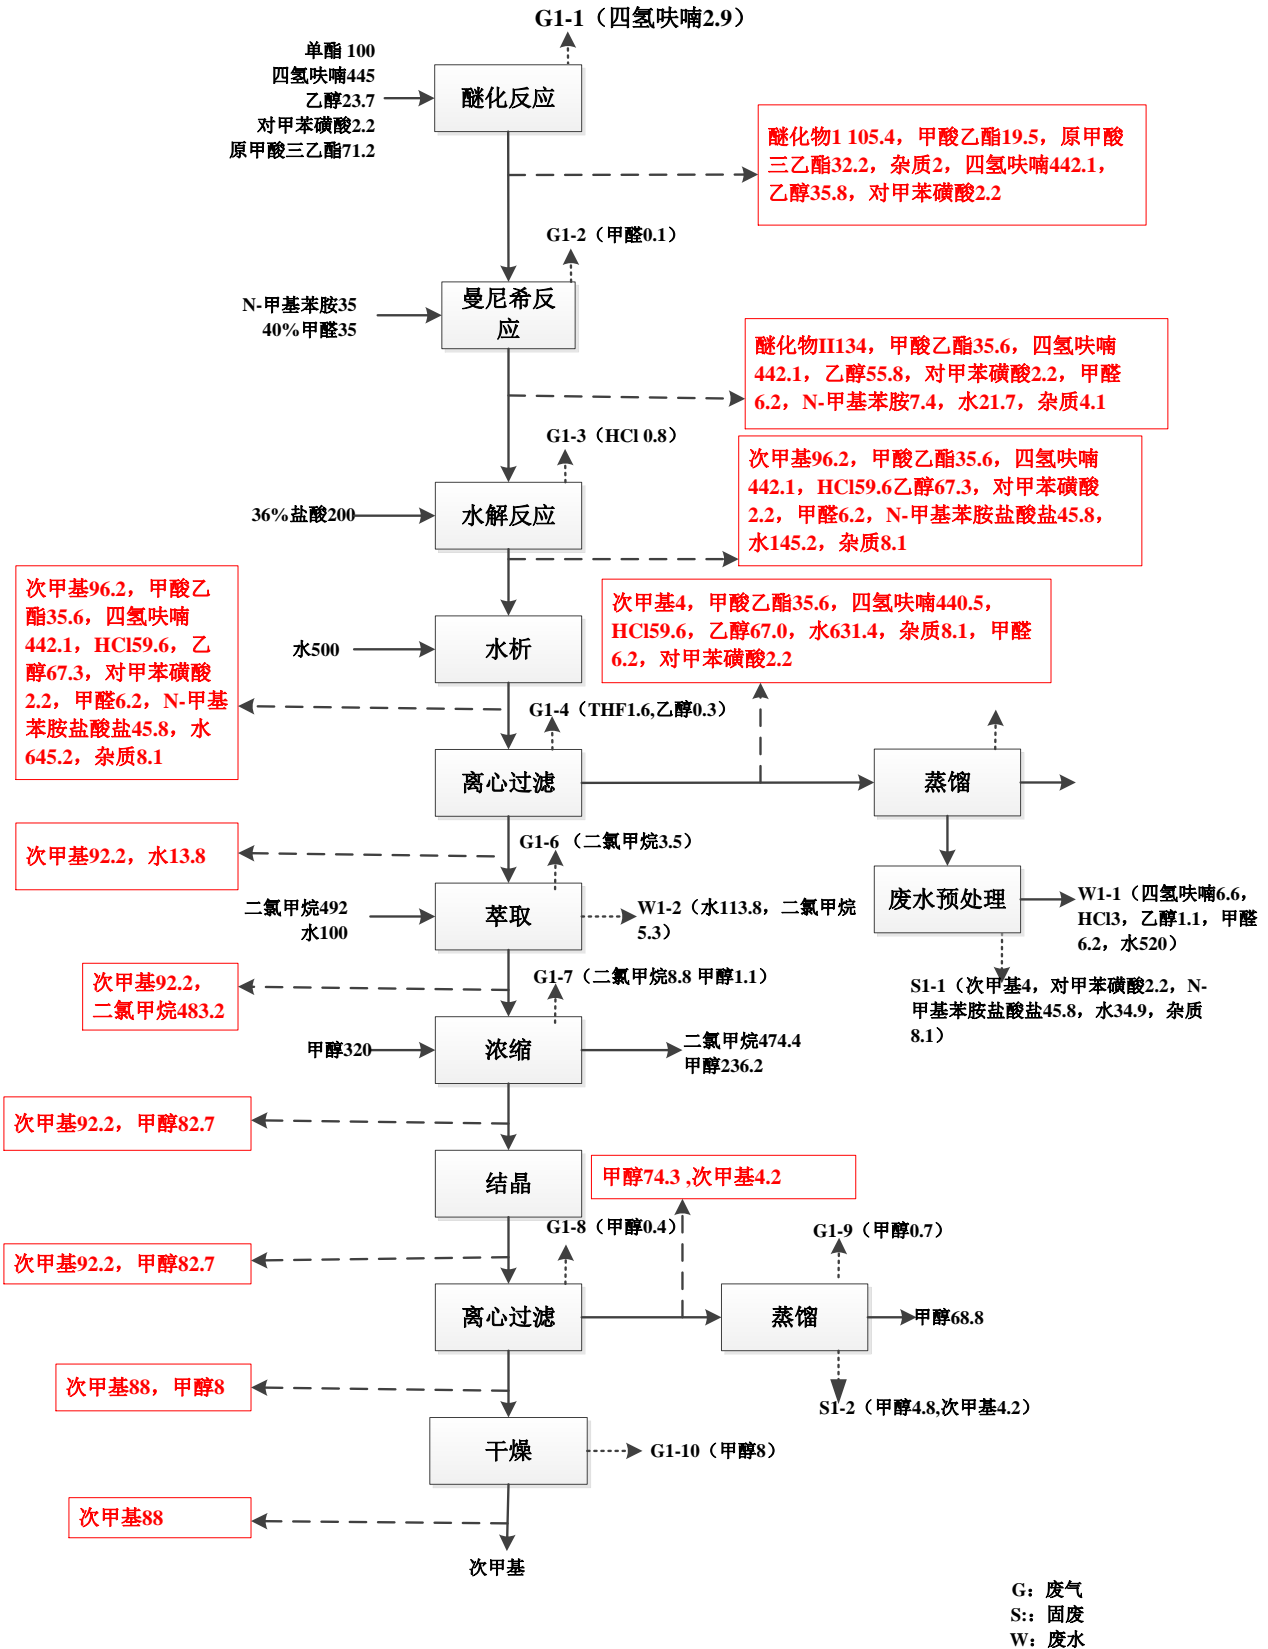 G1-1（四氢呋喃2.9）
单酯 100
四氢呋喃445
乙醇23.7
对甲苯磺酸2.2
原甲酸三乙酯71.2
醚化反应
醚化物1 105.4，甲酸乙酯19.5，原甲酸
三乙酯32.2，杂质2，四氢呋喃442.1，
乙醇35.8，对甲苯磺酸2.2
G1-2（甲醛0.1）
N-甲基苯胺35
40%甲醛35
曼尼希反
应
醚化物II134，甲酸乙酯35.6，四氢呋喃
442.1，乙醇55.8，对甲苯磺酸2.2，甲醛
6.2，N-甲基苯胺7.4，水21.7，杂质4.1
G1-3（HCl 0.8）
36%盐酸200
水解反应
次甲基96.2，甲酸乙酯35.6，四氢呋喃
442.1，HCl59.6乙醇67.3，对甲苯磺酸
2.2，甲醛6.2，N-甲基苯胺盐酸盐45.8，
水145.2，杂质8.1
次甲基96.2，甲酸乙
酯35.6，四氢呋喃
442.1，HCl59.6，乙
醇67.3，对甲苯磺酸
2.2，甲醛6.2，N-甲基
苯胺盐酸盐45.8，水
645.2，杂质8.1
水500
水析
次甲基4，甲酸乙酯35.6，四氢呋喃440.5，
HCl59.6，乙醇67.0，水631.4，杂质8.1，甲醛
6.2，对甲苯磺酸2.2
G1-4（THF1.6,乙醇0.3）
离心过滤
蒸馏
次甲基92.2，水13.8
G1-6 （二氯甲烷3.5）
二氯甲烷492
水100
萃取
W1-2（水113.8，二氯甲烷
5.3）
废水预处理
W1-1（四氢呋喃6.6，
HCl3，乙醇1.1，甲醛
6.2，水520）
S1-1（次甲基4，对甲苯磺酸2.2，N-
甲基苯胺盐酸盐45.8，水34.9，杂质
8.1）
次甲基92.2，
二氯甲烷483.2
G1-7（二氯甲烷8.8 甲醇1.1）
甲醇320
浓缩
二氯甲烷474.4
甲醇236.2
次甲基92.2，甲醇82.7
结晶
甲醇74.3 ,次甲基4.2
G1-8（甲醇0.4）
G1-9（甲醇0.7）
次甲基92.2，甲醇82.7
离心过滤
蒸馏
甲醇68.8
次甲基88，甲醇8
S1-2（甲醇4.8,次甲基4.2）
干燥
G1-10（甲醇8）
次甲基88
次甲基
G：废气
S:：固废
W：废水